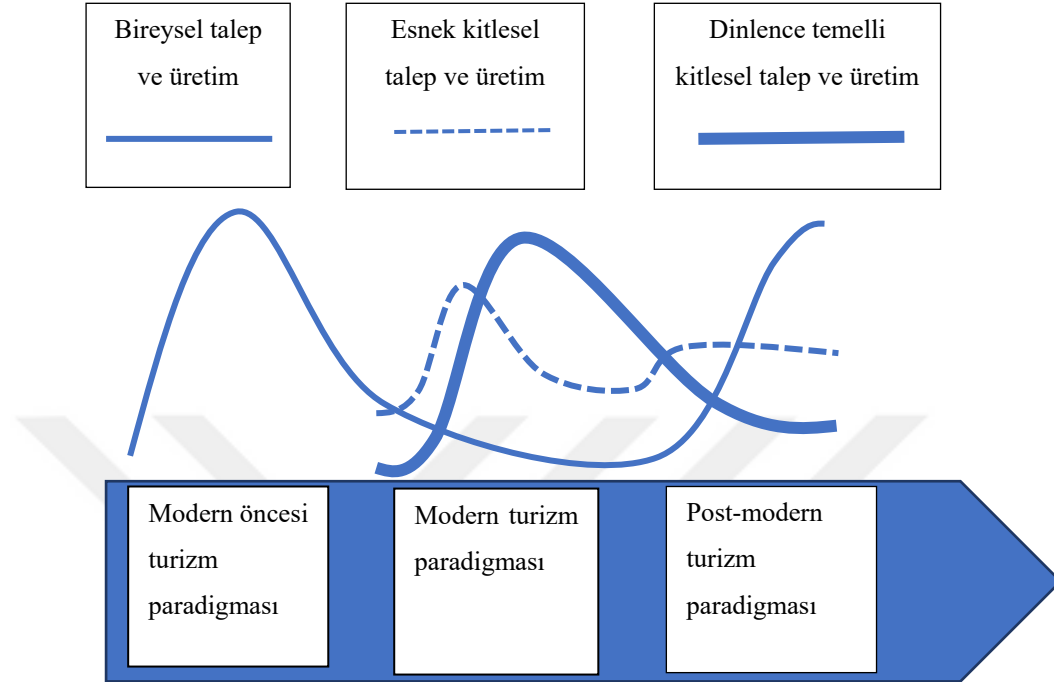 Bireysel talep
ve üretim
Esnek kitlesel
talep ve üretim
Dinlence temelli
kitlesel talep ve üretim
Modern öncesi
turizm
paradigması
Modern turizm
paradigması
Post-modern
turizm
paradigması